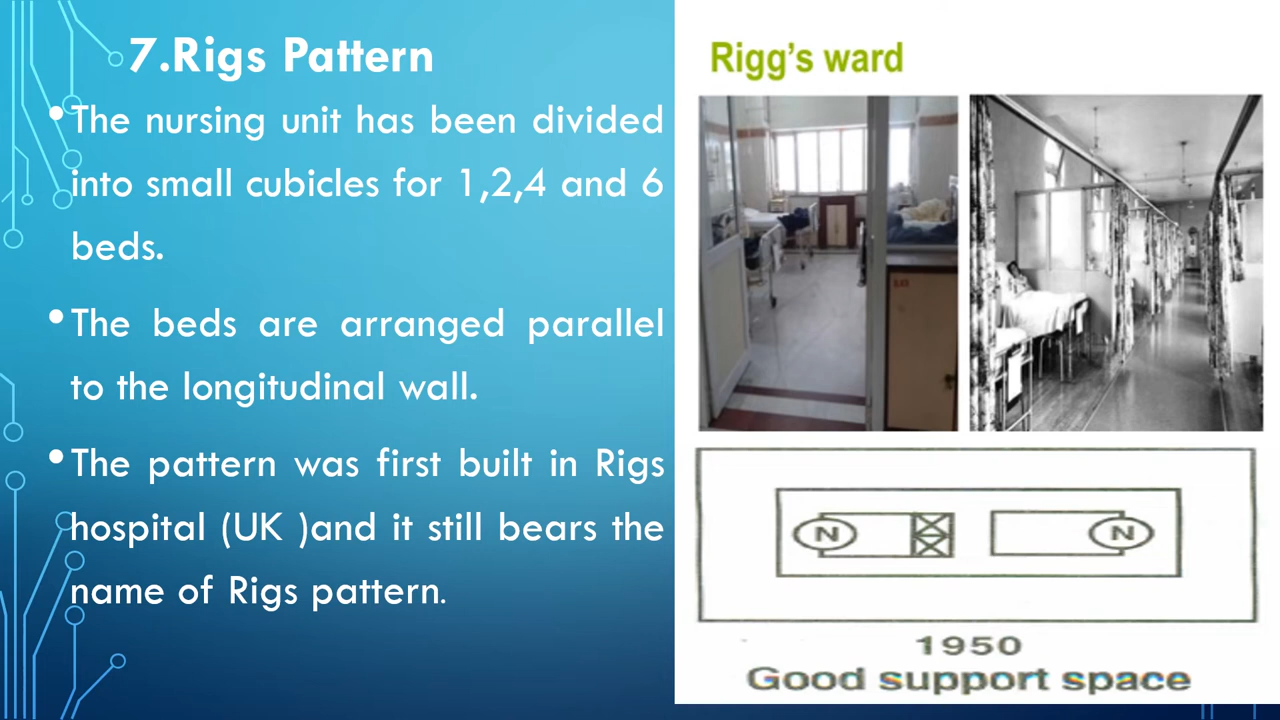 7.Rigs Pattern
•The nursing unit has been divided
into small cubicles for 1,2,4 and 6
beds.
•The beds are arranged parallel
to the longitudinal wall.
•The pattern was first built in Rigs
hospital (UK )and it still bears the
name of Rigs pattern.
Rigg's ward
N N
1950
Good support space